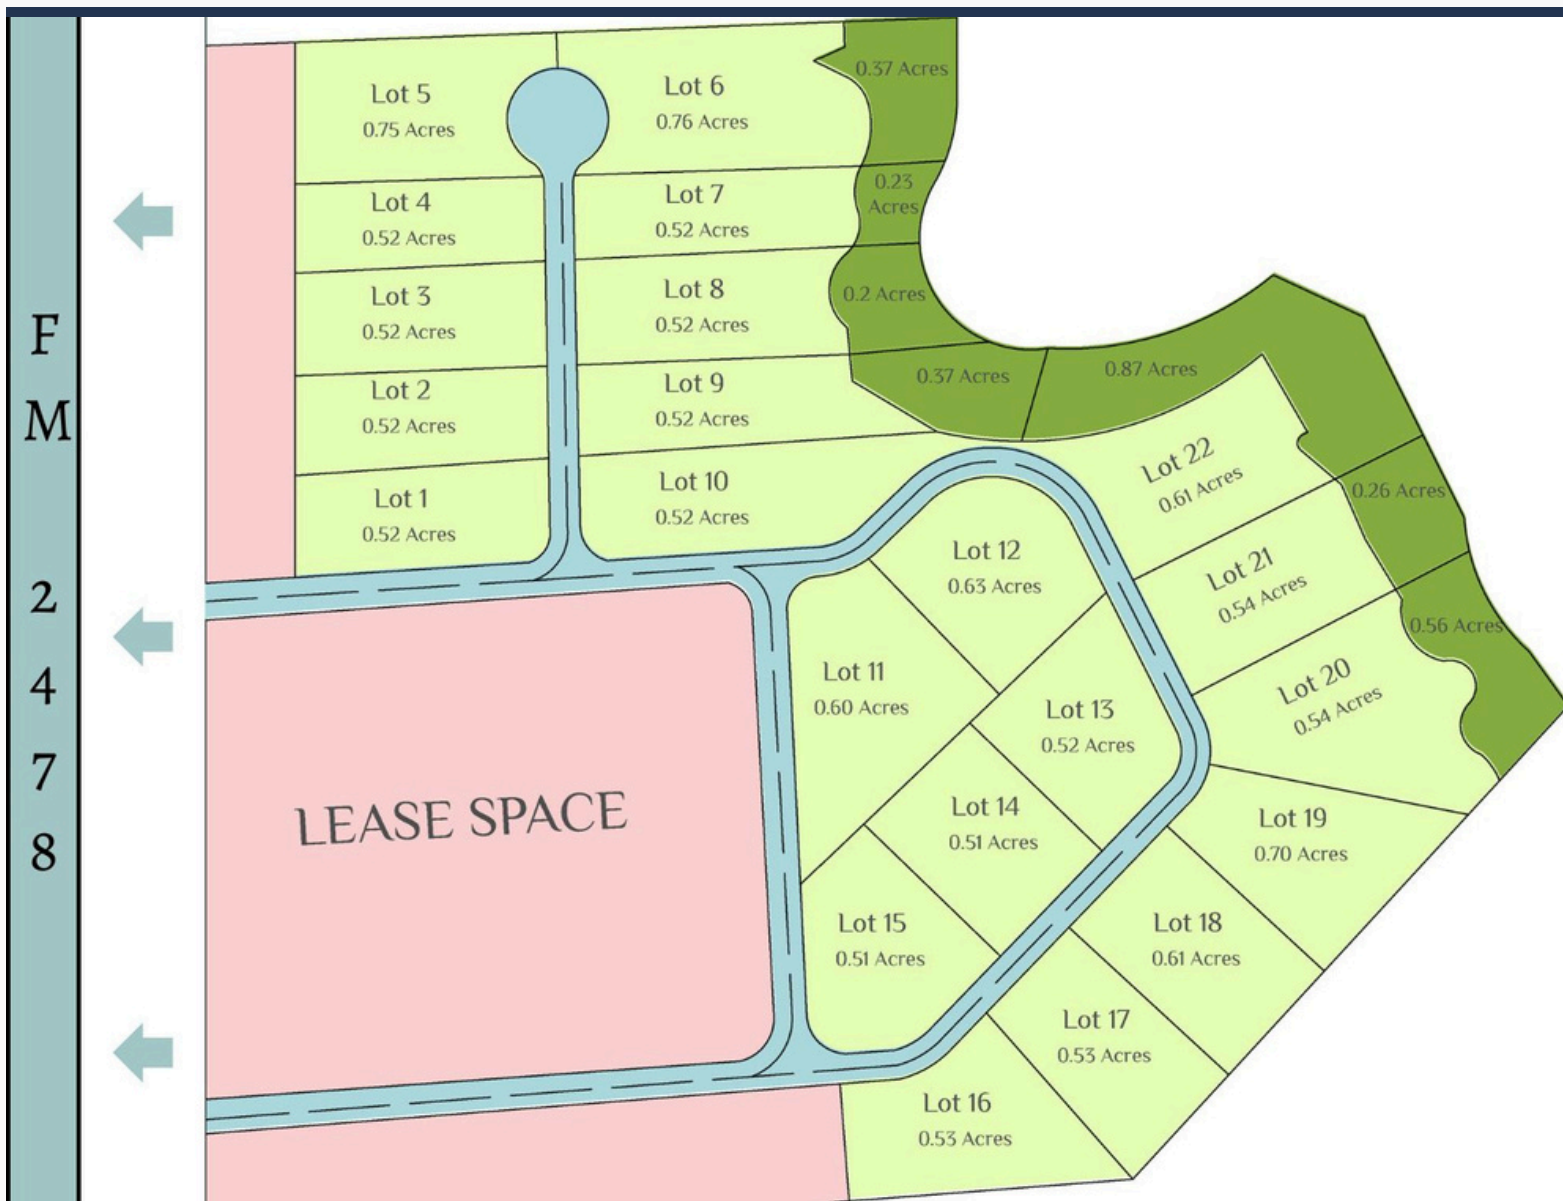 F
M
2
4
7
8
Lot 5
0.75 Acres
Lot 6
0.76 Acres
0.37 Acres
Lot 4
0.52 Acres
Lot 7
0.52 Acres
0.23
Acres
Lot 3
0.52 Acres
Lot 8
0.52 Acres
0.2 Acres
Lot 2
0.52 Acres
Lot 9
0.52 Acres
0.37 Acres
0.87 Acres
Lot 1
0.52 Acres
Lot 10
0.52 Acres
Lot 22
0.61 Acres
0.26 Acres
Lot 12
0.63 Acres
Lot 21
0.54 Acres
0.56 Acres
Lot 11
0.60 Acres
Lot 13
0.52 Acres
Lot 20
0.54 Acres
LEASE SPACE
Lot 14
0.51 Acres
Lot 19
0.70 Acres
Lot 15
0.51 Acres
Lot 18
0.61 Acres
Lot 17
0.53 Acres
Lot 16
0.53 Acres